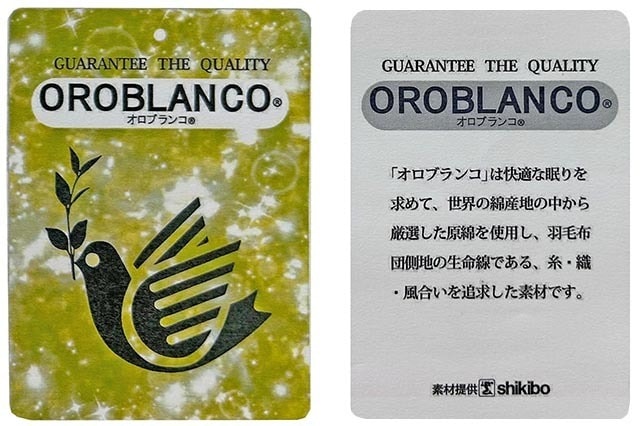 GUARANTEE THE QUALITY
OROBLANCO®
オロブランコ®
GUARANTEE THE QUALITY
OROBLANCO®
オロブランコ®
「オロブランコ」は快適な眠りを
求めて、世界の綿産地の中から
厳選した原綿を使用し、羽毛布
団側地の生命線である、糸・織
・風合いを追求した素材です。
素材提供 shikibo